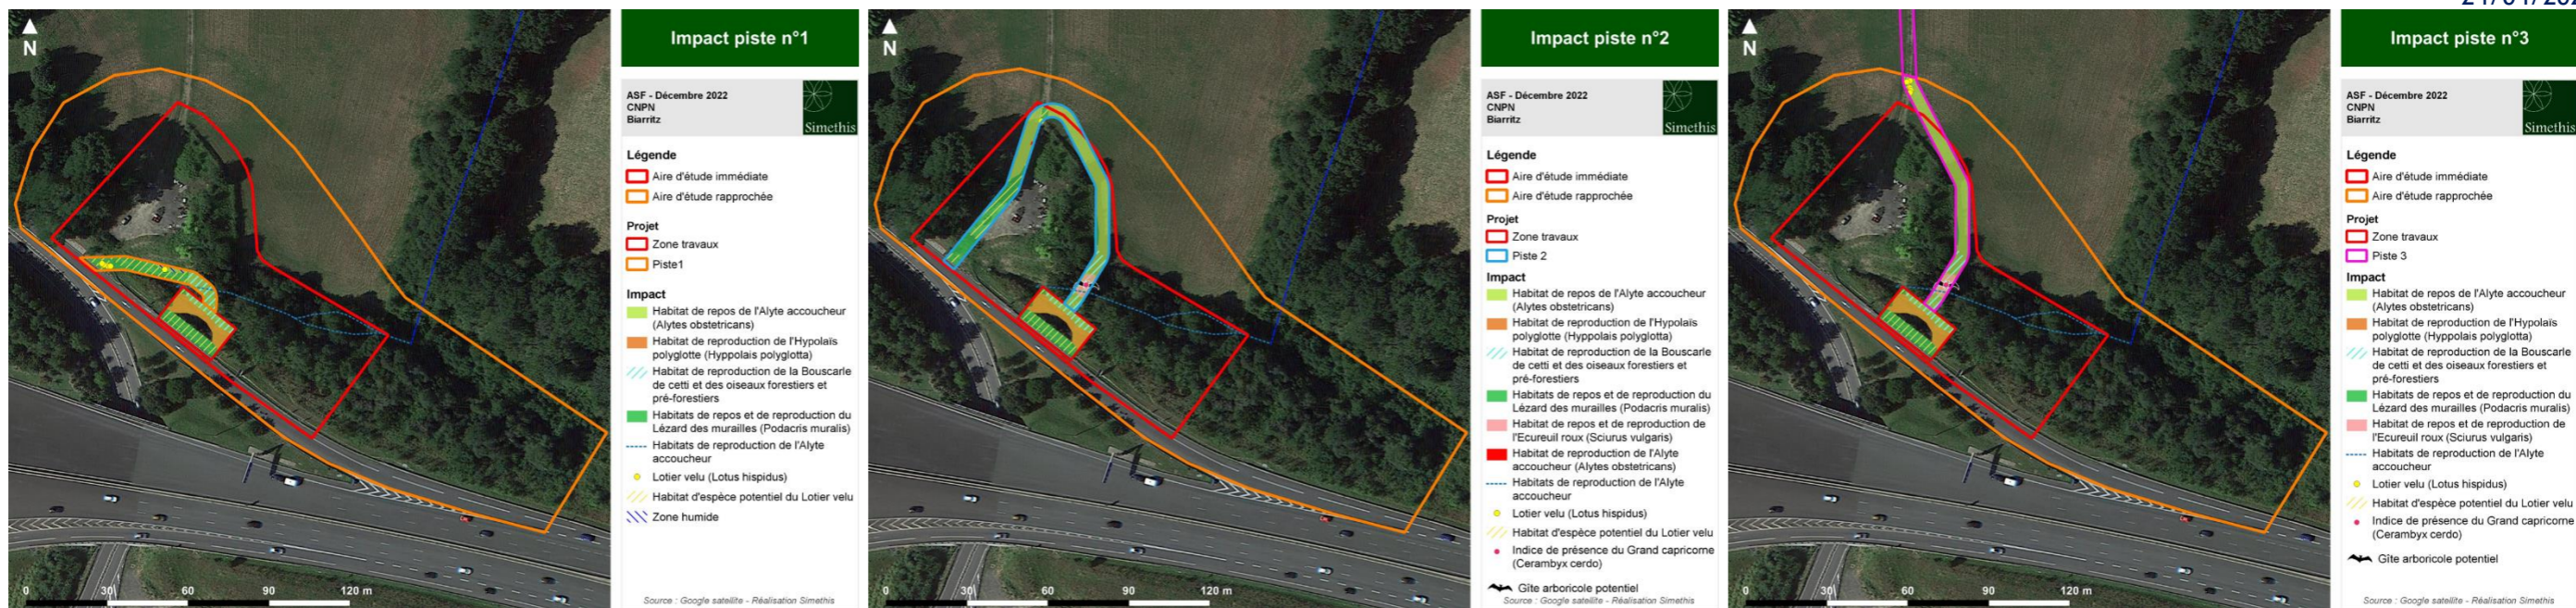 N
Impact piste n°1
ASF - Décembre 2022
CNPN
Biarritz
Simethis
Légende
Aire d'étude immédiate
Aire d'étude rapprochée
Projet
Zone travaux
Piste1
Impact
Habitat de repos de l'Alyte accoucheur
(Alytes obstetricans)
Habitat de reproduction de l'Hypolaïs
polyglotte (Hyppolais polyglotta)
Habitat de reproduction de la Bouscarle
de cetti et des oiseaux forestiers et
pré-forestiers
Habitats de repos et de reproduction du
Lézard des murailles (Podacris muralis)
Habitats de reproduction de l'Alyte
accoucheur
Lotier velu (Lotus hispidus)
Habitat d'espèce potentiel du Lotier velu
Zone humide
0 30 60 90 120 m
Source : Google satellite - Réalisation Simethis
N
Impact piste n°2
ASF - Décembre 2022
CNPN
Biarritz
Simethis
Légende
Aire d'étude immédiate
Aire d'étude rapprochée
Projet
Zone travaux
Piste 2
Impact
Habitat de repos de l'Alyte accoucheur
(Alytes obstetricans)
Habitat de reproduction de l'Hypolaïs
polyglotte (Hyppolais polyglotta)
Habitat de reproduction de la Bouscarle
de cetti et des oiseaux forestiers et
pré-forestiers
Habitats de repos et de reproduction du
Lézard des murailles (Podacris muralis)
Habitat de repos et de reproduction de
l'Ecureuil roux (Sciurus vulgaris)
Habitat de reproduction de l'Alyte
accoucheur (Alytes obstetricans)
Habitats de reproduction de l'Alyte
accoucheur
Lotier velu (Lotus hispidus)
Habitat d'espèce potentiel du Lotier velu
Indice de présence du Grand capricorne
(Cerambyx cerdo)
Gîte arboricole potentiel
0 30 60 90 120 m
Source : Google satellite - Réalisation Simethis
N
Impact piste n°3
ASF - Décembre 2022
CNPN
Biarritz
Simethis
Légende
Aire d'étude immédiate
Aire d'étude rapprochée
Projet
Zone travaux
Piste 3
Impact
Habitat de repos de l'Alyte accoucheur
(Alytes obstetricans)
Habitat de reproduction de l'Hypolaïs
polyglotte (Hyppolais polyglotta)
Habitat de reproduction de la Bouscarle
de cetti et des oiseaux forestiers et
pré-forestiers
Habitats de repos et de reproduction du
Lézard des murailles (Podacris muralis)
Habitat de repos et de reproduction de
l'Ecureuil roux (Sciurus vulgaris)
Habitats de reproduction de l'Alyte
accoucheur
Lotier velu (Lotus hispidus)
Habitat d'espèce potentiel du Lotier velu
Indice de présence du Grand capricorne
(Cerambyx cerdo)
Gîte arboricole potentiel
0 30 60 90 120 m
Source : Google satellite - Réalisation Simethis